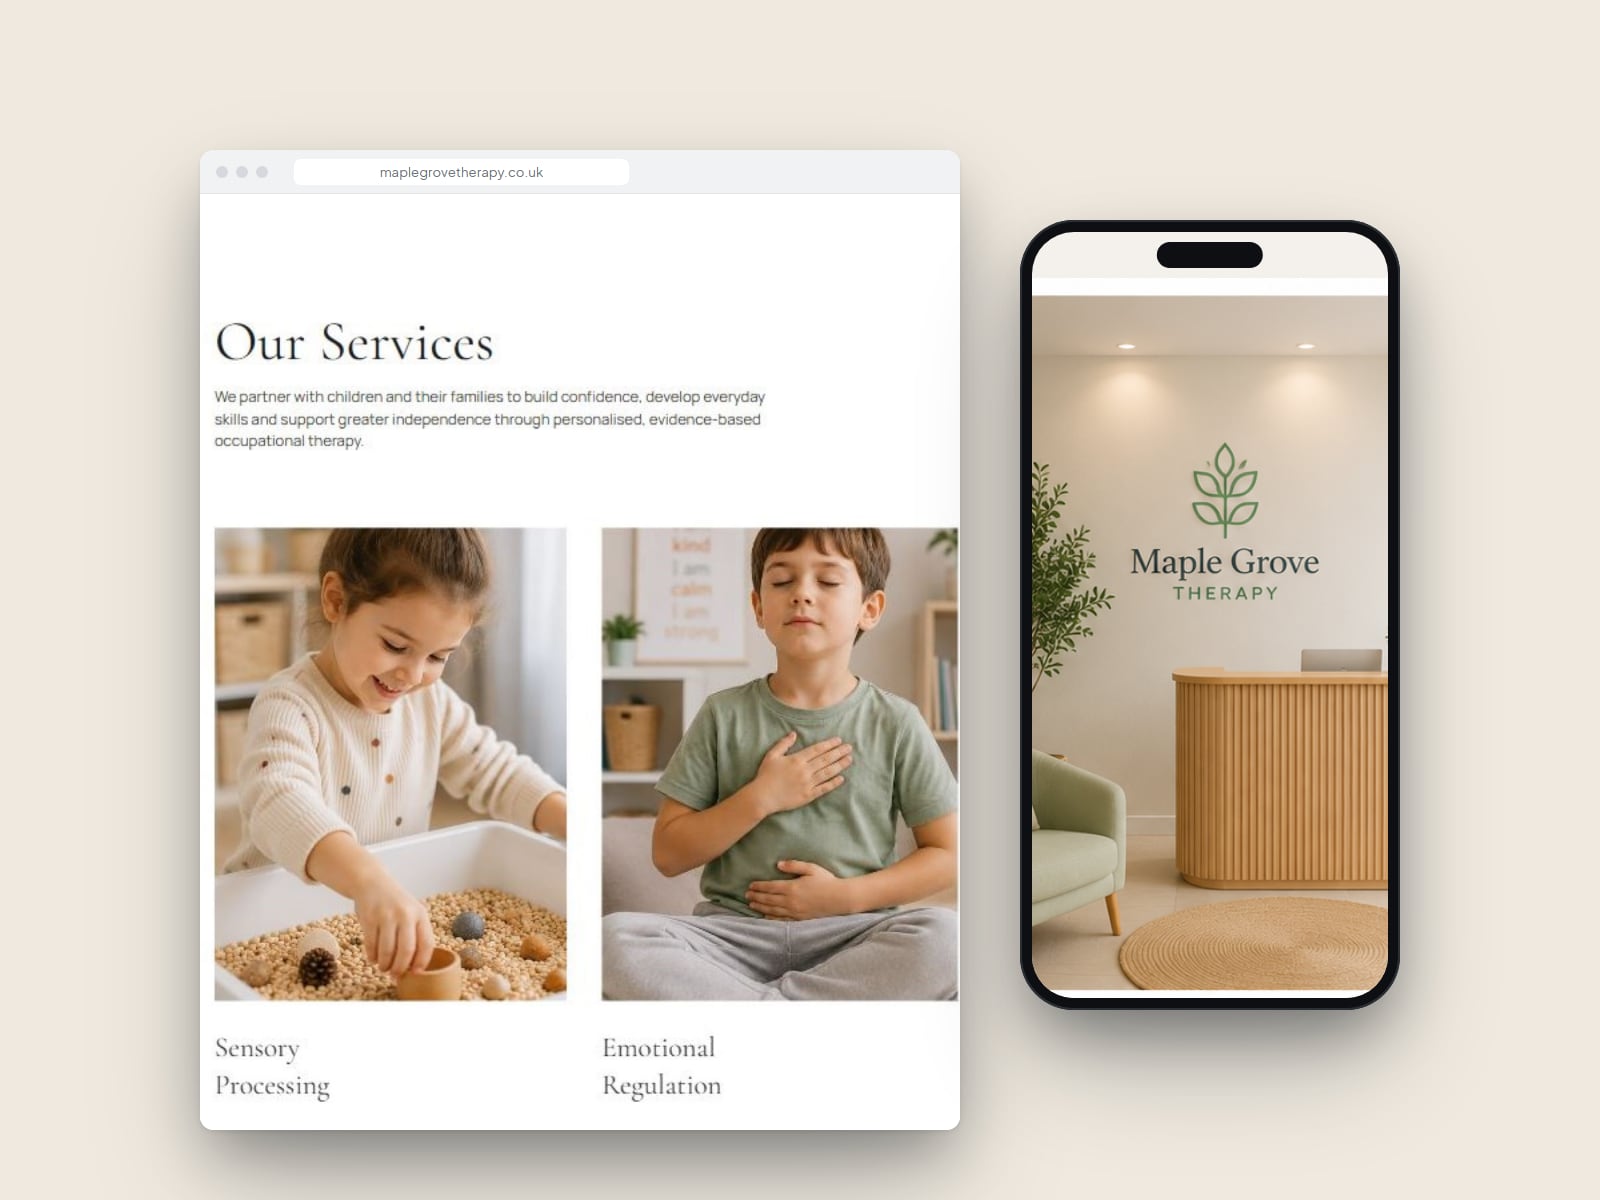 maplegrovetherapy.co.uk
Our Services
We partner with children and their families to build confidence, develop everyday
skills and support greater independence through personalised, evidence-based
occupational therapy.
kind
I am
calm
I am
strong
Sensory
Processing
Emotional
Regulation
Maple Grove
THERAPY